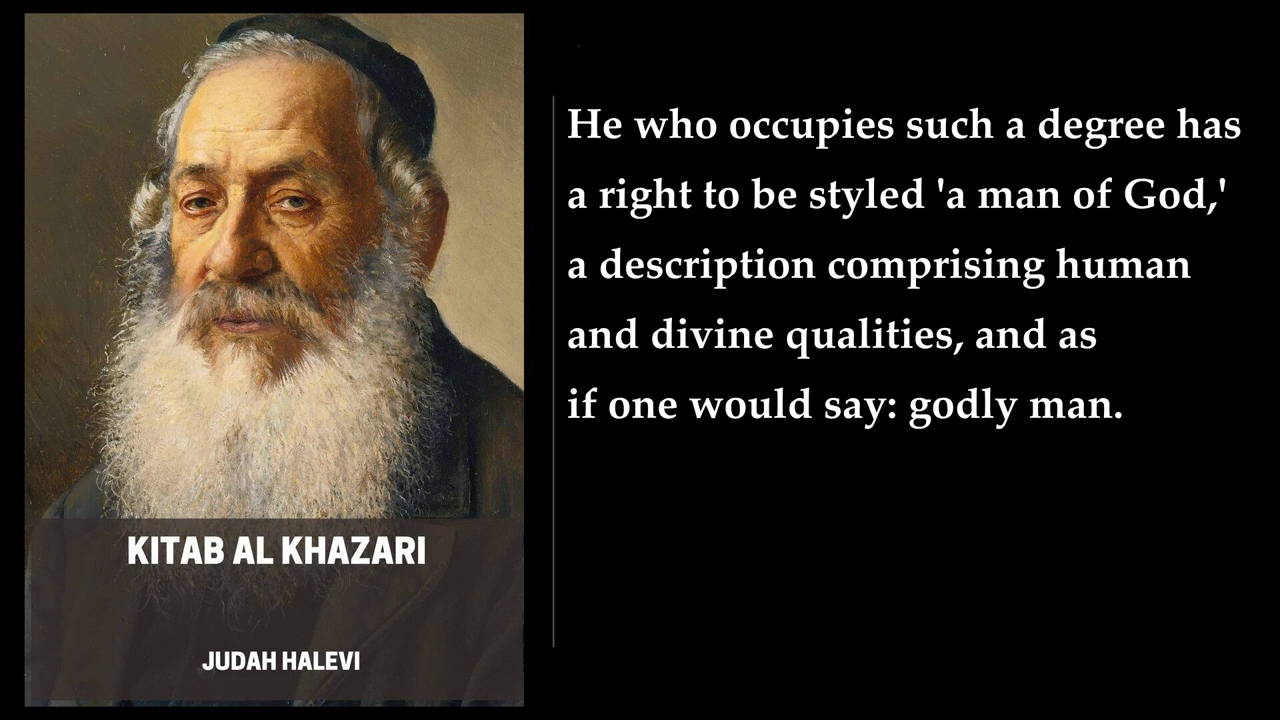 KITAB AL KHAZARI
JUDAH HALEVI
He who occupies such a degree has
a right to be styled 'a man of God,'
a description comprising human
and divine qualities, and as
if one would say: godly man.